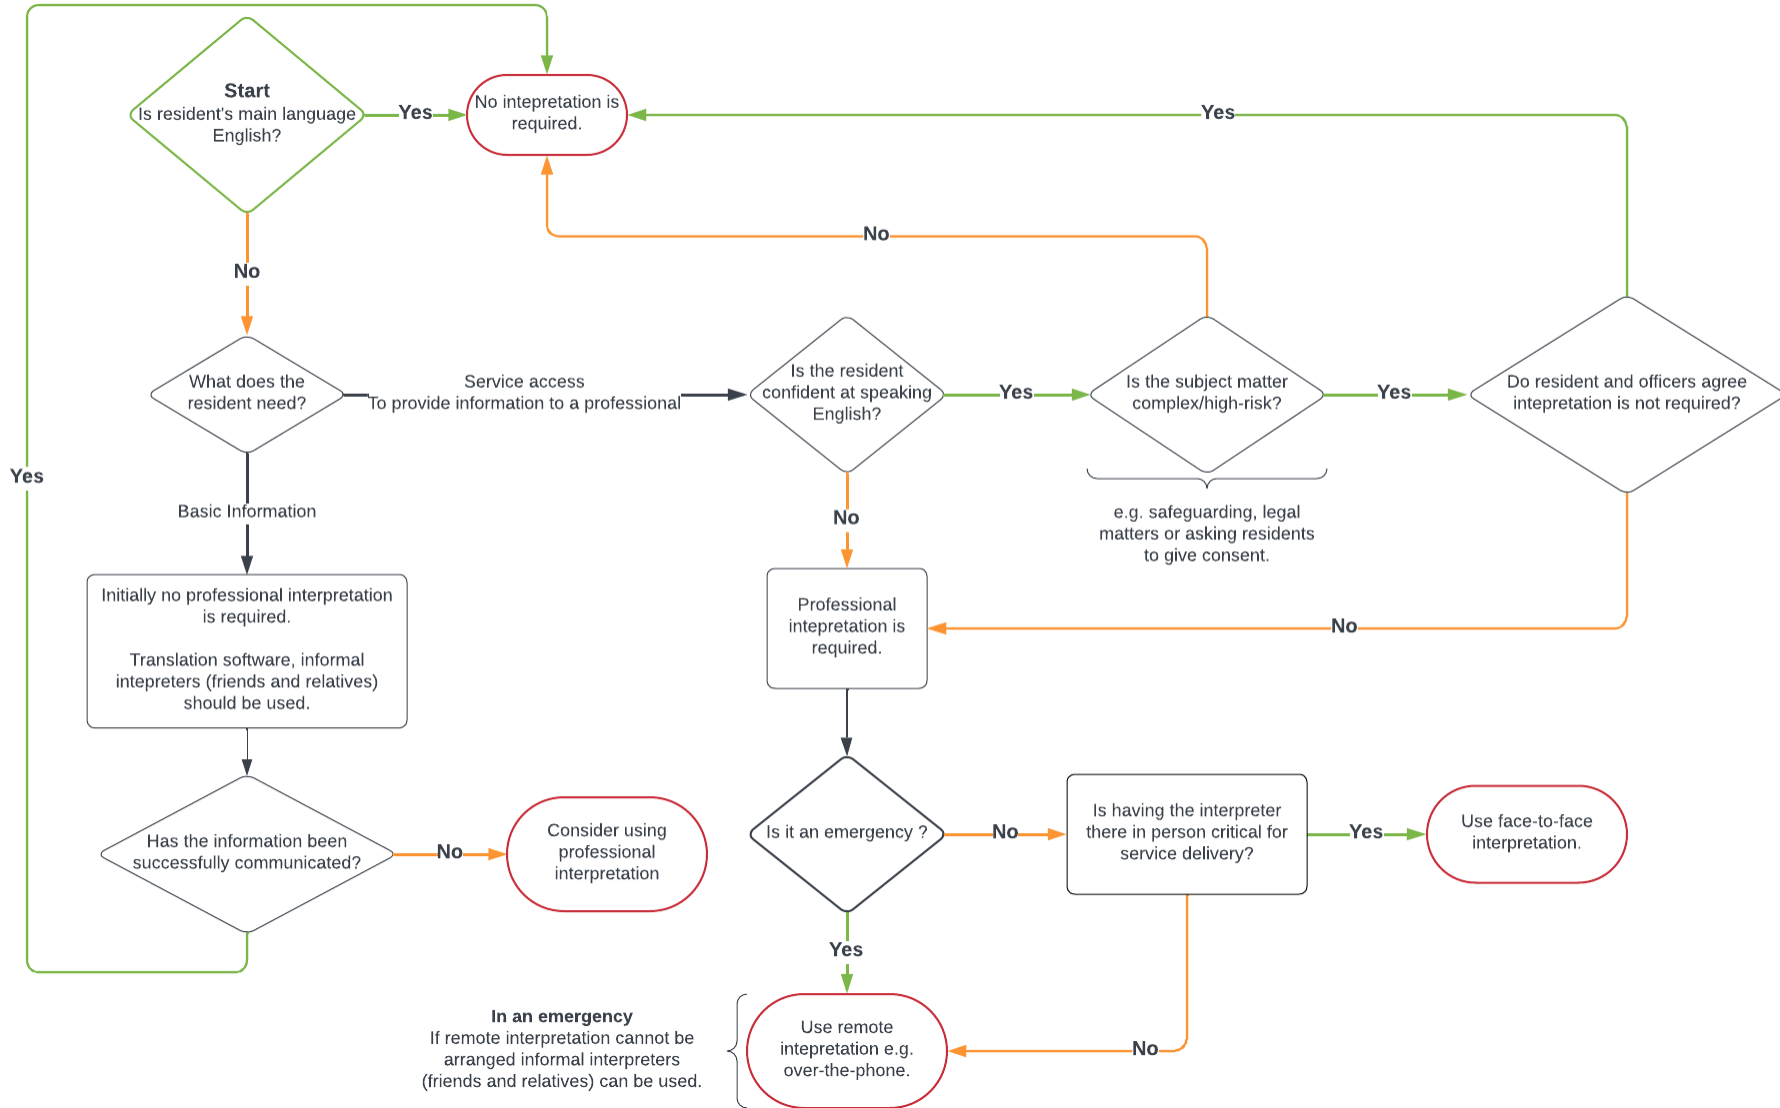 Start
Is resident's main language
English?
Yes
No intepretation is
required.
Yes
No
No
What does the
resident need?
Service access
To provide information to a professional
Is the resident
confident at speaking
English?
Yes
Is the subject matter
complex/high-risk?
Yes
Do resident and officers agree
intepretation is not required?
Yes
Basic Information
No
e.g. safeguarding, legal
matters or asking residents
to give consent.
Initially no professional interpretation
is required.
Translation software, informal
intepreters (friends and relatives)
should be used.
Professional
intepretation is
required.
No
Has the information been
successfully communicated?
No
Consider using
professional
interpretation
Is it an emergency ?
No
Is having the interpreter
there in person critical for
service delivery?
Yes
Use face-to-face
interpretation.
Yes
In an emergency
If remote interpretation cannot be
arranged informal interpreters
(friends and relatives) can be used.
Use remote
intepretation e.g.
over-the-phone.
No